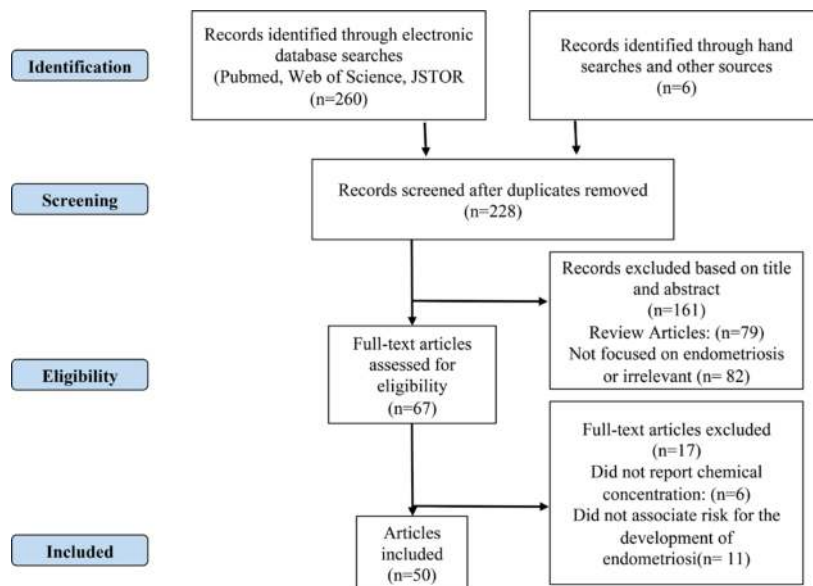 Identification
Records identified through electronic
database searches
(Pubmed, Web of Science, JSTOR
(n=260)
Records identified through hand
searches and other sources
(n=6)
Screening
Records screened after duplicates removed
(n=228)
Records excluded based on title
and abstract
(n=161)
Review Articles: (n=79)
Not focused on endometriosis
or irrelevant (n= 82)
Eligibility
Full-text articles
assessed for
eligibility
(n=67)
Full-text articles excluded
(n=17)
Did not report chemical
concentration: (n=6)
Did not associate risk for the
development of
endometriosi(n= 11)
Included
Articles
included
(n=50)